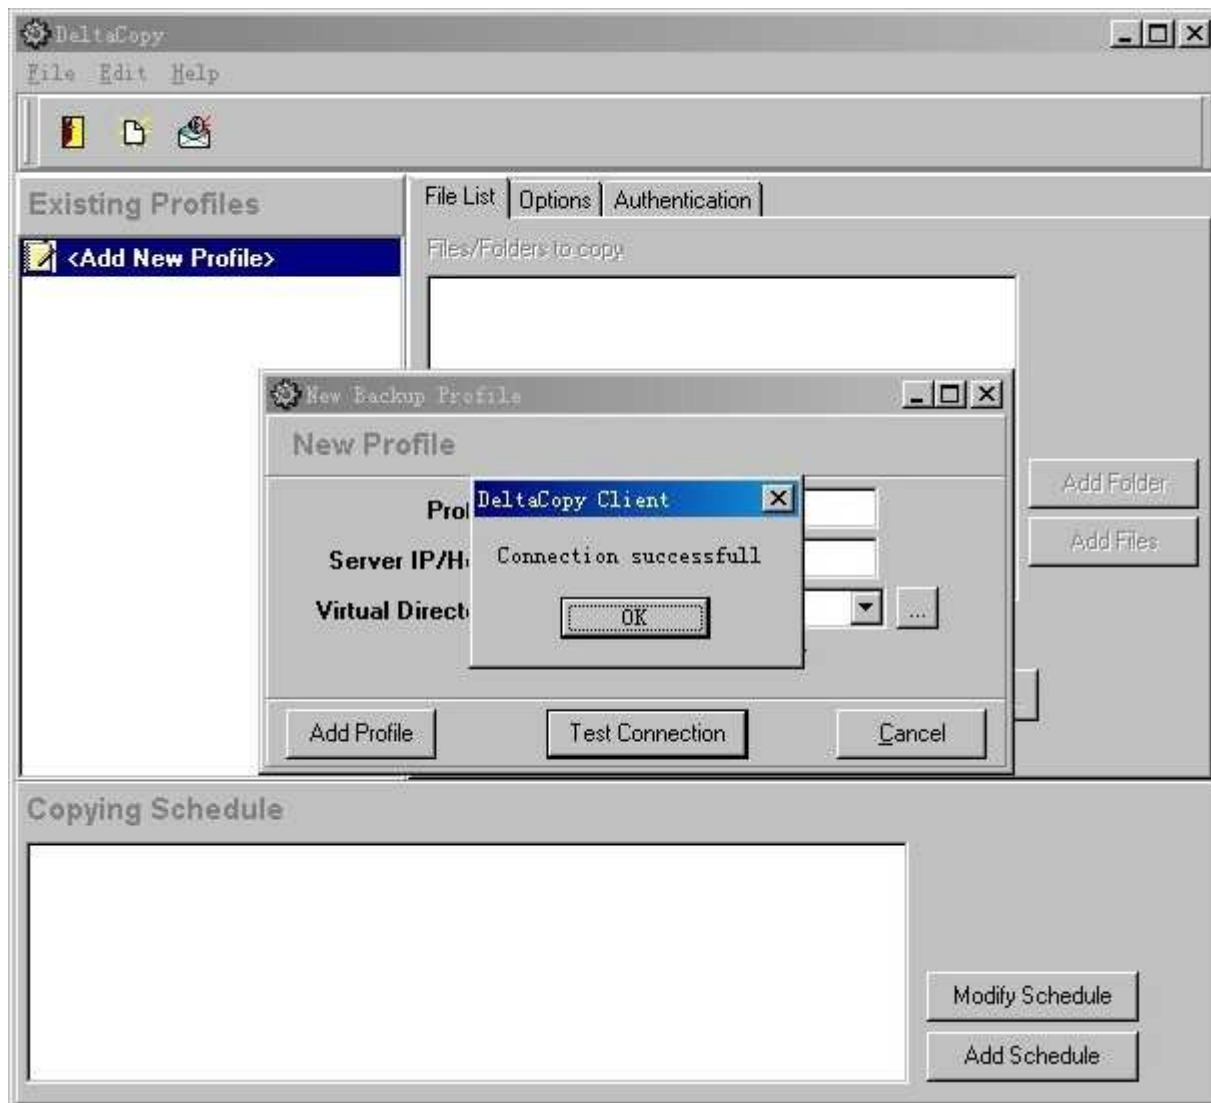 DeltaCopy
File Edit Help
Existing Profiles
<Add New Profile>
File List Options Authentication
Files/Folders to copy
Add Folder
Add Files
New Backup Profile
New Profile
Server
Virtual
...
DeltaCopy Client
Connection successfull
OK
Add Profile Test Connection Cancel
Copying Schedule
Modify Schedule
Add Schedule